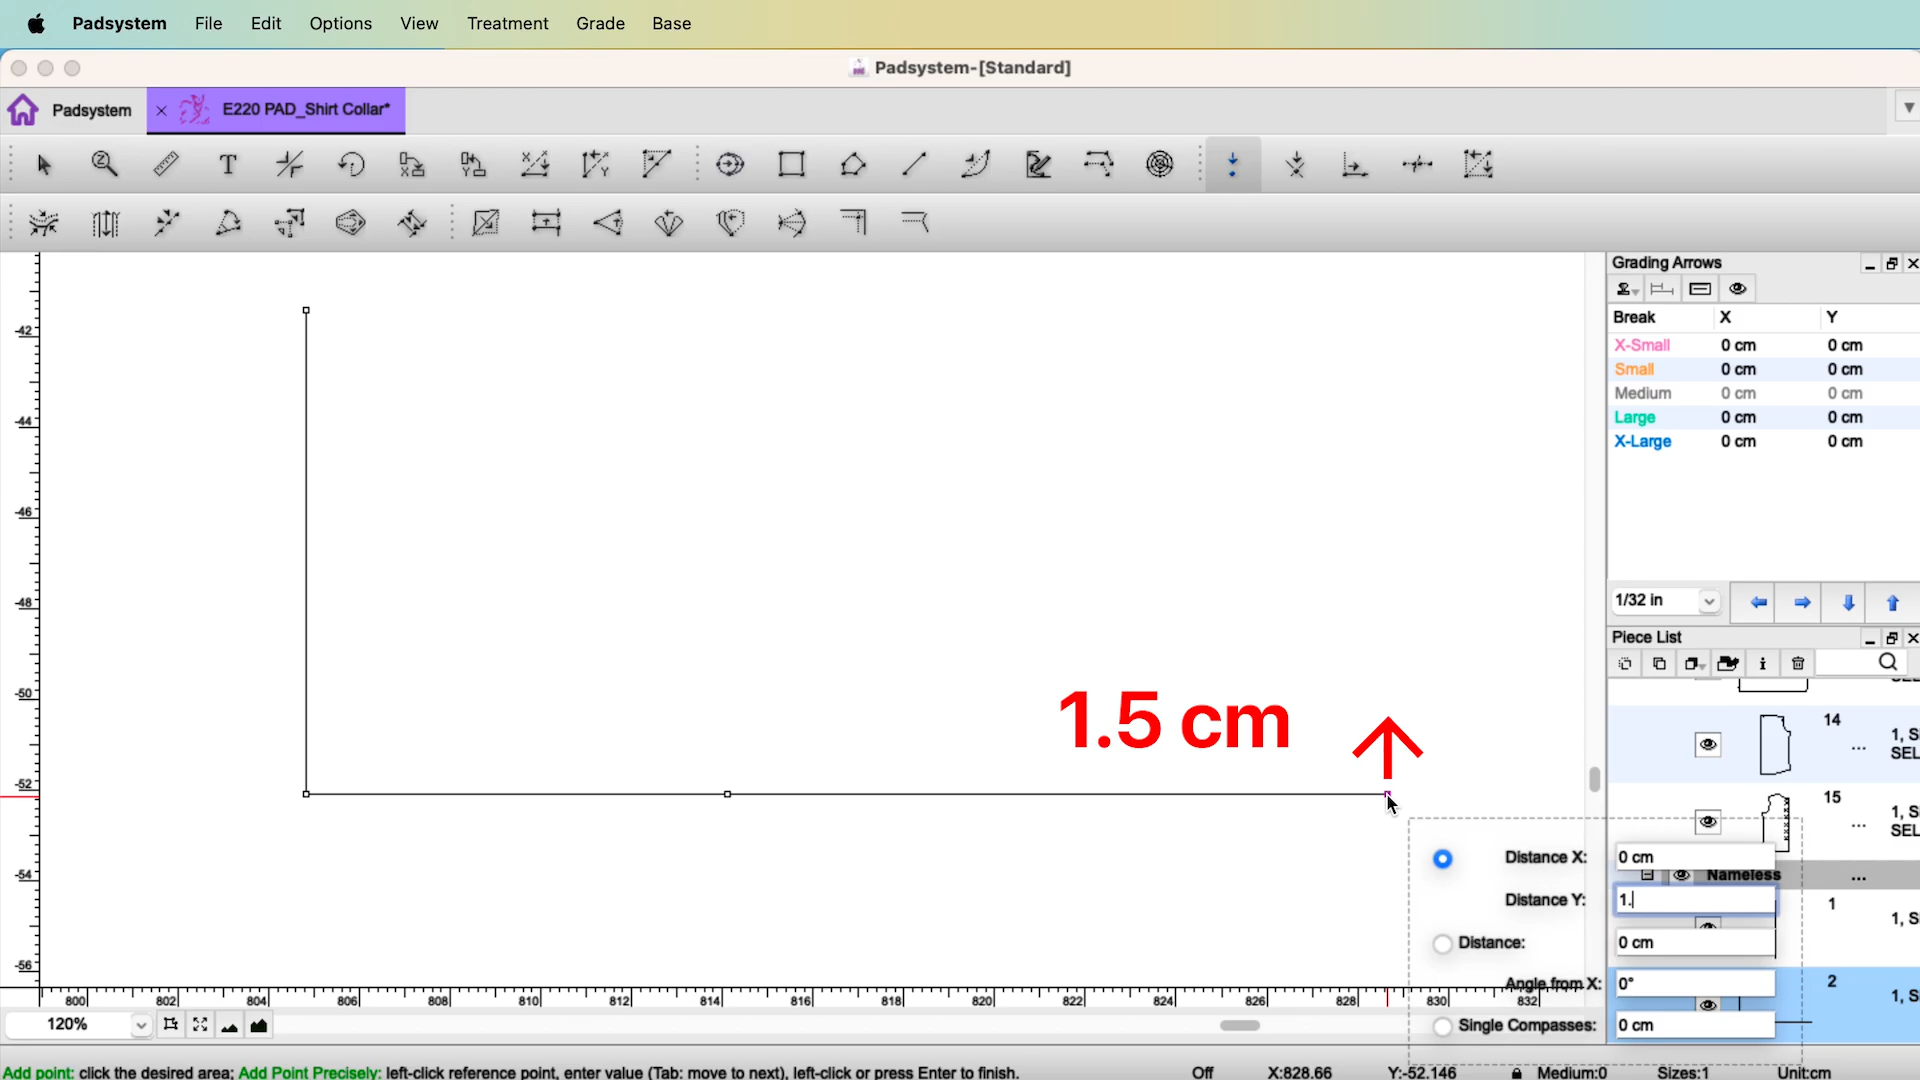 Padsystem File Edit Options View Treatment Grade Base
Padsystem-[Standard]
Padsystem
E220 PAD_Shirt Collar*
Grading Arrows
Break X Y
X-Small 0 cm 0 cm
Small 0 cm 0 cm
Medium 0 cm 0 cm
Large 0 cm 0 cm
X-Large 0 cm 0 cm
1/32 in
Piece List
14
1, S
SEL
15
1, S
SEL
Nameless ...
1
1, S
2
1, S
-42
-44
-46
-48
-50
-52
-54
-56
1.5 cm
Distance X: 0 cm
Distance Y: 1.
Distance: 0 cm
Angle from X: 0°
Single Compasses: 0 cm
800 802 804 806 808 810 812 814 816 818 820 822 824 826 828 830 832
120%
Add point: click the desired area; Add Point Precisely: left-click reference point, enter value (Tab: move to next), left-click or press Enter to finish.
Off X:828.66 Y:-52.146 Medium:0 Sizes:1 Unit:cm